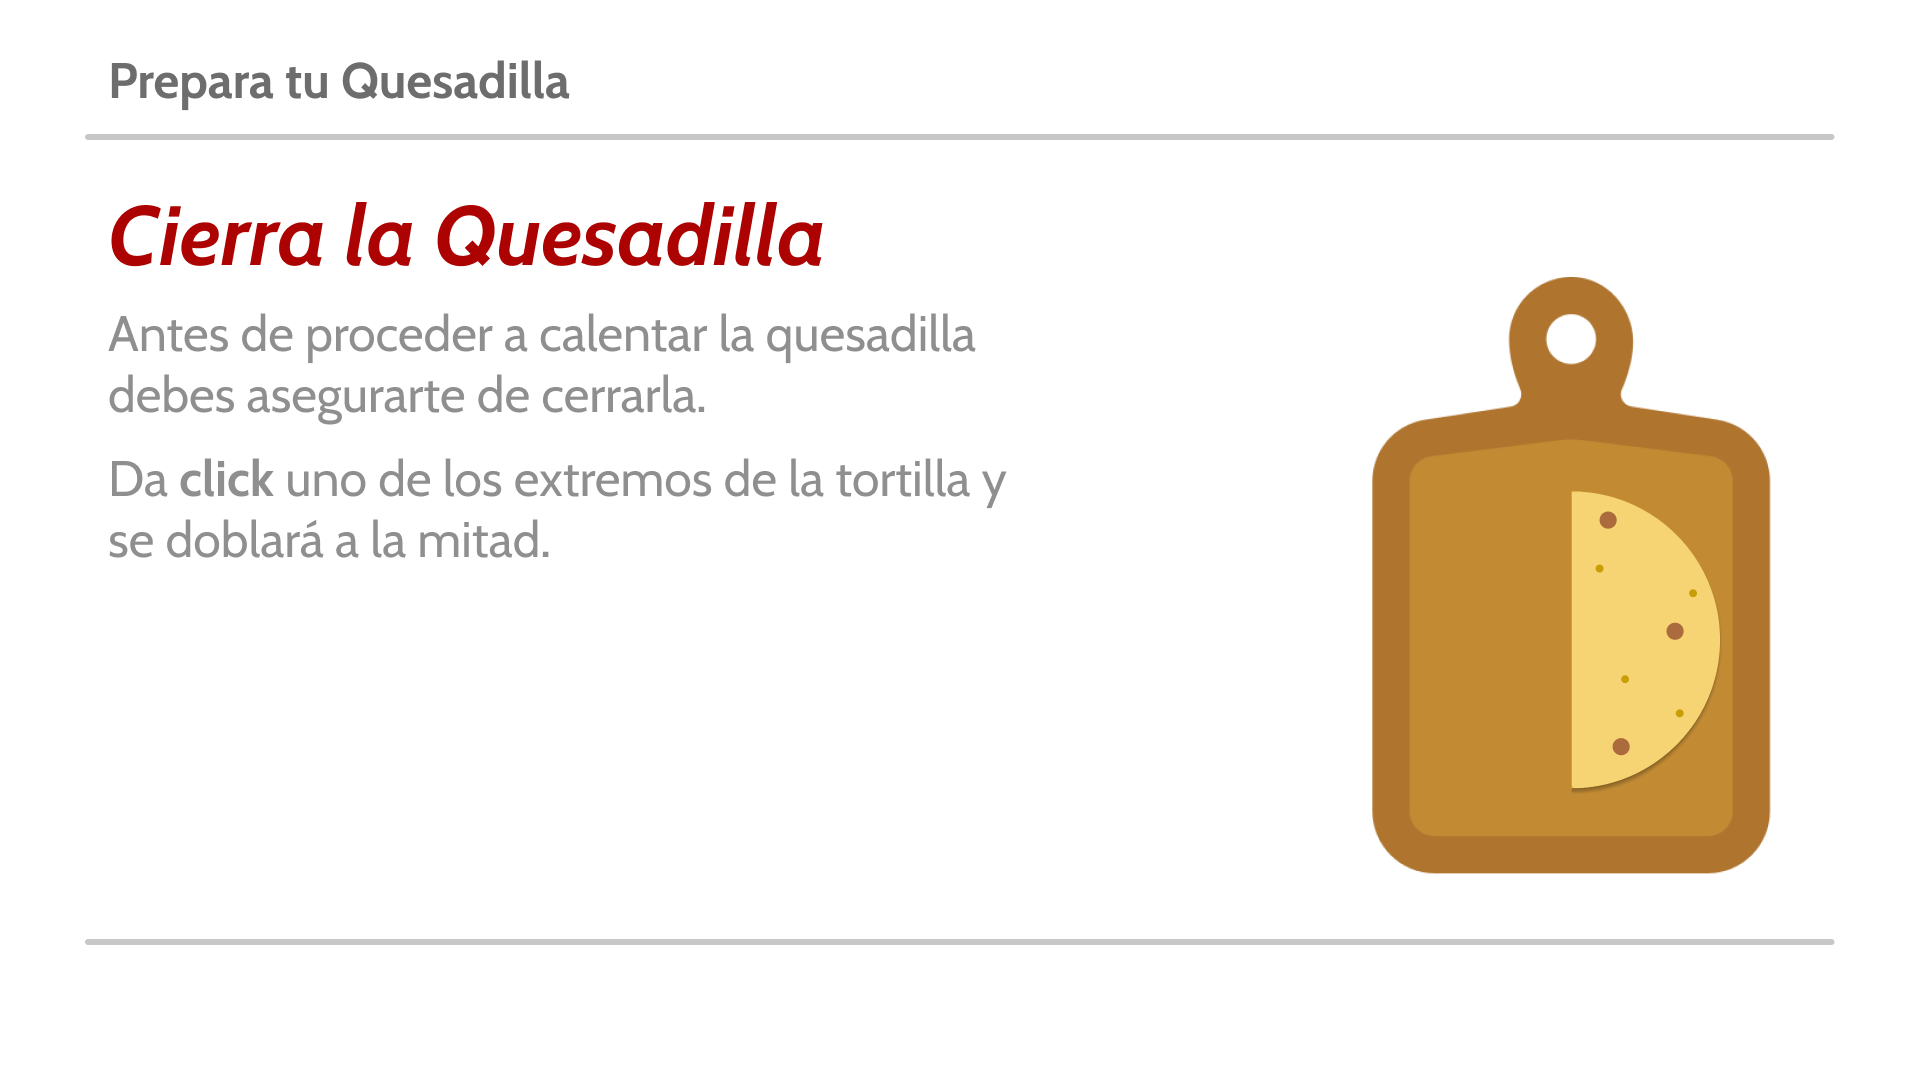 Prepara tu Quesadilla
Cierra la Quesadilla
Antes de proceder a calentar la quesadilla
debes asegurarte de cerrarla.
Da click uno de los extremos de la tortilla y
se doblará a la mitad.